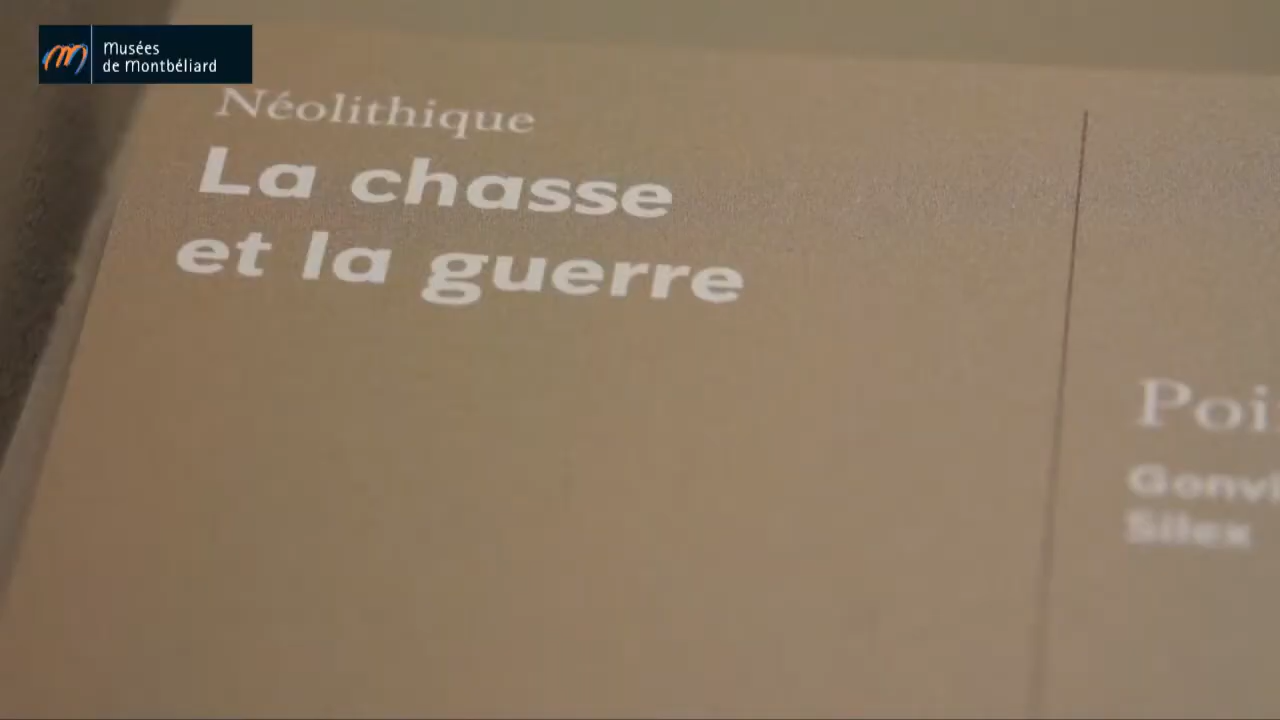 Musées
de Montbéliard
Néolithique
La chasse
et la guerre
Silex